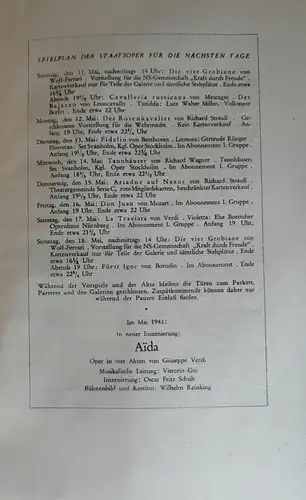 SPIELPLAN DER STAATSOPER FÜR DIE NÄCHSTEN TAGE
Sonntag, den 11. Mai, nachmittags 14 Uhr: Die vier Grobiane von
Wolf-Ferrari. Vorstellung für die NS-Gemeinschaft „Kraft durch Freude".
Kartenverkauf nur für Teile der Galerie und sämtliche Stehplätze. Ende etwa
16¾ Uhr
Abends 19½ Uhr: Cavalleria rusticana von Mascagni. Der
Bajazzo von Leoncavallo. Turiddu: Lutz Walter Miller, Volksoper
Berlin. Ende etwa 22 Uhr
Montag, den 12. Mai: Der Rosenkavalier von Richard Strauß. Ge-
schlossene Vorstellung für die Wehrmacht. Kein Kartenverkauf. An-
fang 19 Uhr, Ende etwa 22½ Uhr
Dienstag, den 13. Mai: Fidelio von Beethoven. Leonore: Gertrude Rünger
Florestan: Set Svanholm, Kgl. Oper Stockholm. Im Abonnement 1. Gruppe.
Anfang 19½ Uhr, Ende etwa 22 Uhr
Mittwoch, den 14. Mai: Tannhäuser von Richard Wagner. Tannhäuser:
Set Svanholm, Kgl. Oper Stockholm. Im Abonnement 1. Gruppe.
Anfang 18½ Uhr, Ende etwa 22½ Uhr
Donnerstag, den 15. Mai: Ariadne auf Naxos von Richard Strauß.
Theatergemeinde Serie C, rote Mitgliedskarten, beschränkter Kartenverkauf.
Anfang 19½ Uhr, Ende etwa 22 Uhr
Freitag, den 16. Mai: Don Juan von Mozart. Im Abonnement 1. Gruppe.
Anfang 19 Uhr, Ende etwa 22 Uhr
Samstag, den 17. Mai: La Traviata von Verdi. Violetta: Else Boettcher
Opernhaus Nürnberg. Im Abonnement 1. Gruppe. Anfang 19 Uhr,
Ende etwa 21½ Uhr
Sonntag, den 18. Mai, nachmittags 14 Uhr: Die vier Grobiane von
Wolf-Ferrari. Vorstellung für die NS-Gemeinschaft „Kraft durch Freude".
Kartenverkauf nur für Teile der Galerie und sämtliche Stehplätze. Ende
etwa 16¾ Uhr
Abends 19 Uhr: Fürst Igor von Borodin. Im Abonnement. Ende
etwa 22 Uhr
Während der Vorspiele und der Akte bleiben die Türen zum Parkett,
Parterre und den Galerien geschlossen. Zuspätkommende können daher nur
während der Pausen Einlaß finden.
Im Mai 1941:
In neuer Inszenierung:
Aïda
Oper in vier Akten von Giuseppe Verdi
Musikalische Leitung: Vittorio Gui
Inszenierung: Oscar Fritz Schuh
Bühnenbild und Kostüm: Wilhelm Reinking